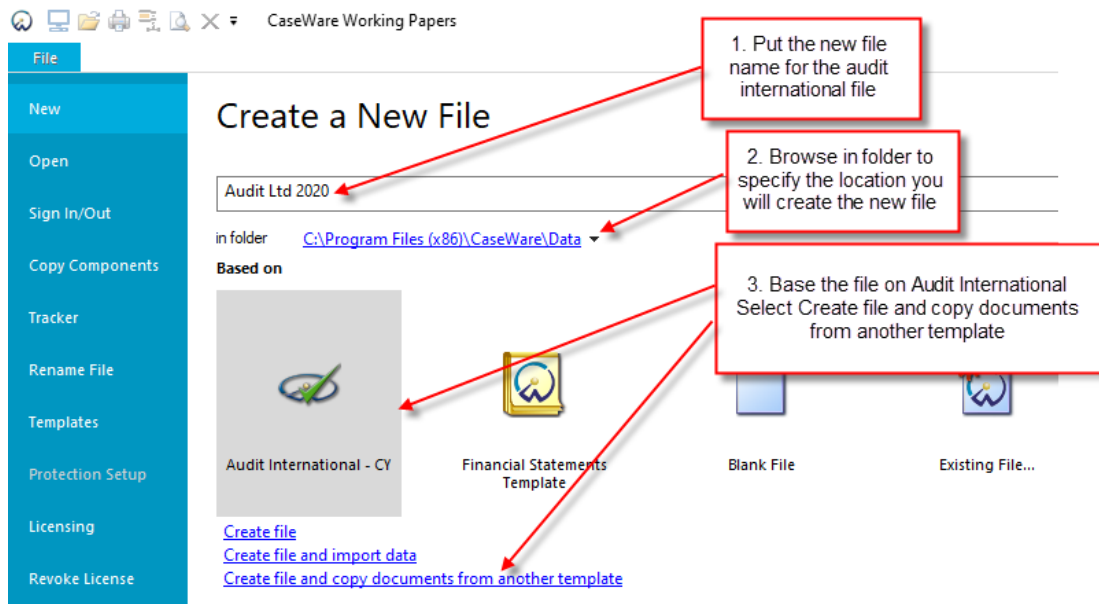 CaseWare Working Papers
File
New
Open
Sign In/Out
Copy Components
Tracker
Rename File
Templates
Protection Setup
Licensing
Revoke License
Create a New File
Audit Ltd 2020
in folder C:\Program Files (x86)\CaseWare\Data
Based on
Audit International - CY
Financial Statements
Template
Blank File
Existing File...
Create file
Create file and import data
Create file and copy documents from another template
1. Put the new file
name for the audit
international file
2. Browse in folder to
specify the location you
will create the new file
3. Base the file on Audit International
Select Create file and copy documents
from another template